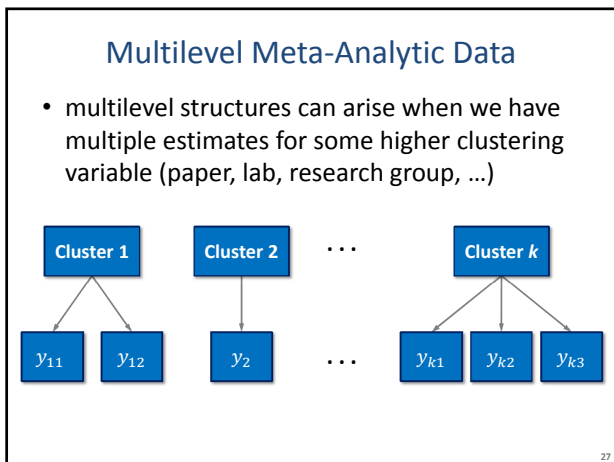 Multilevel Meta-Analytic Data
• multilevel structures can arise when we have
multiple estimates for some higher clustering
variable (paper, lab, research group, …)
Cluster 1 Cluster 2 … Cluster k
y₁₁ y₁₂ y₂ … yₖ₁ yₖ₂ yₖ₃
27